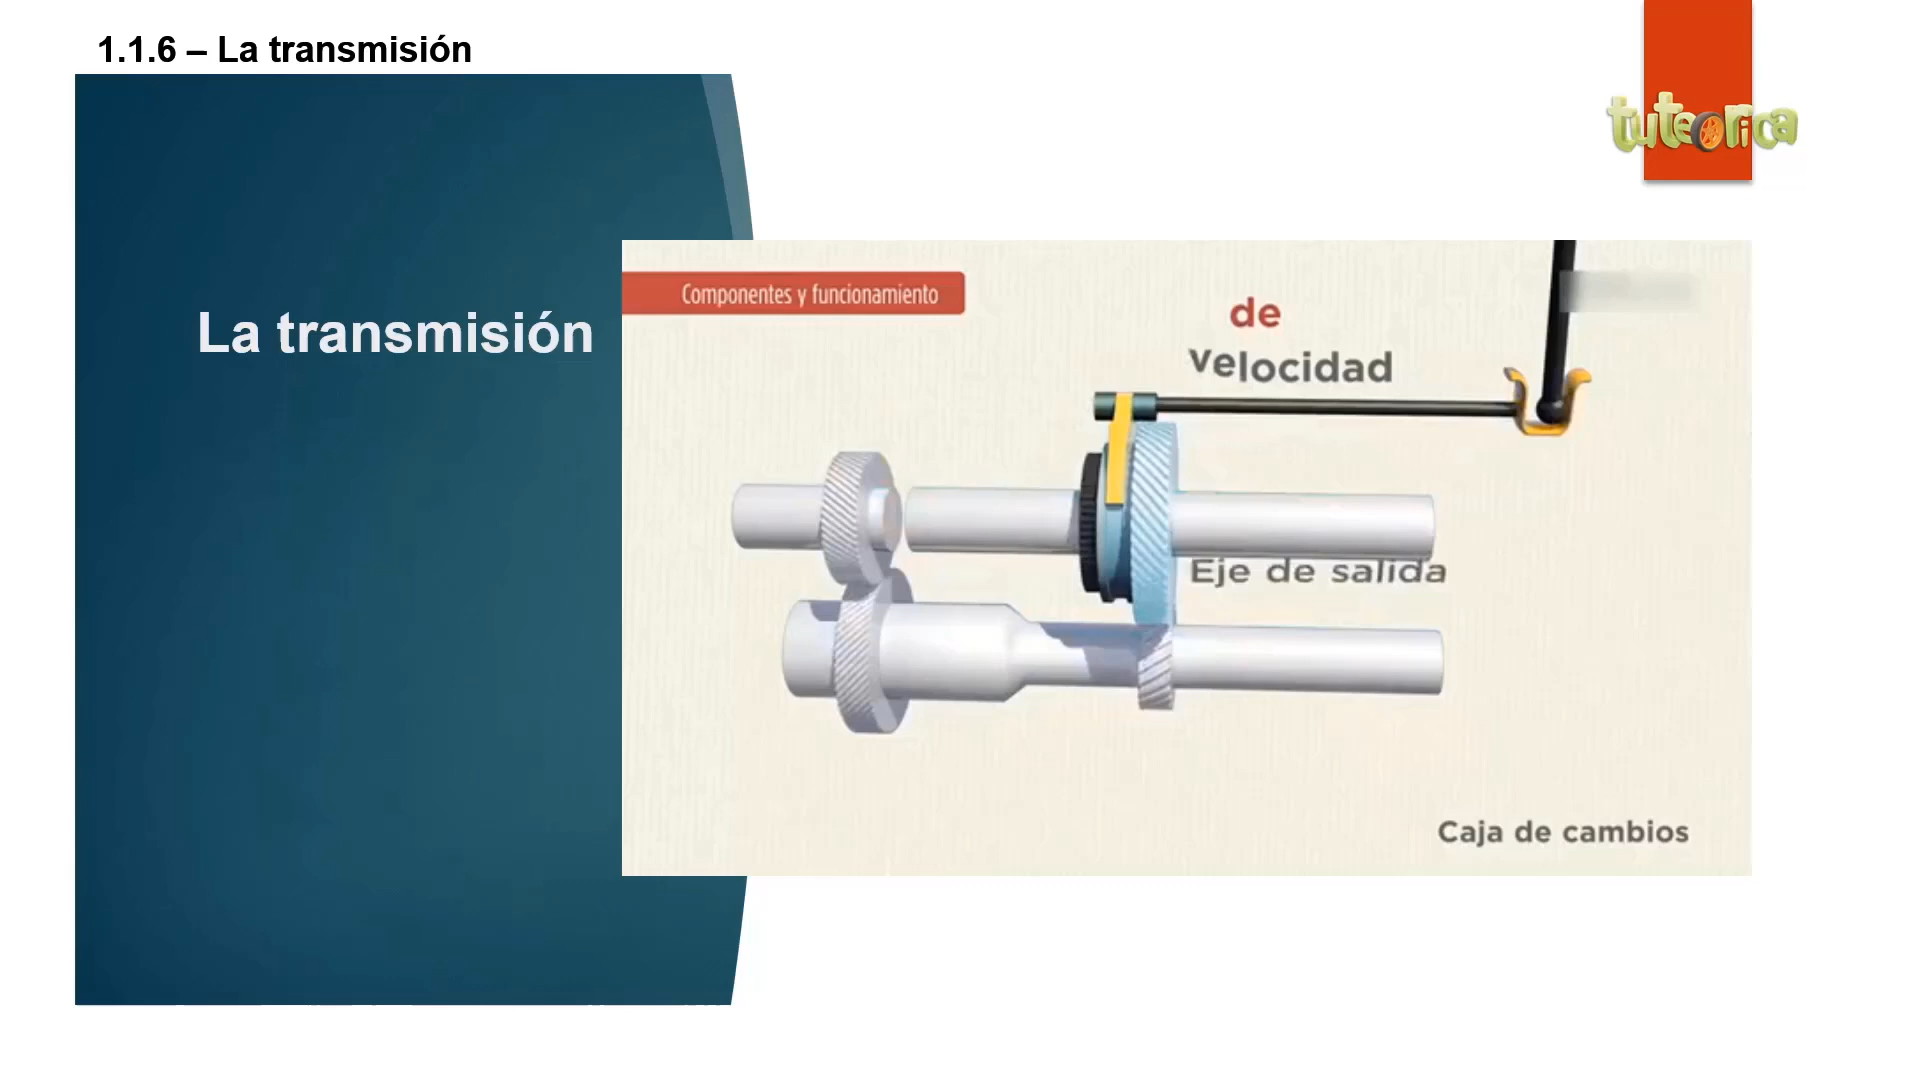 1.1.6 – La transmisión
tuteorica
La transmisión
Componentes y funcionamiento
de
velocidad
Eje de salida
Caja de cambios